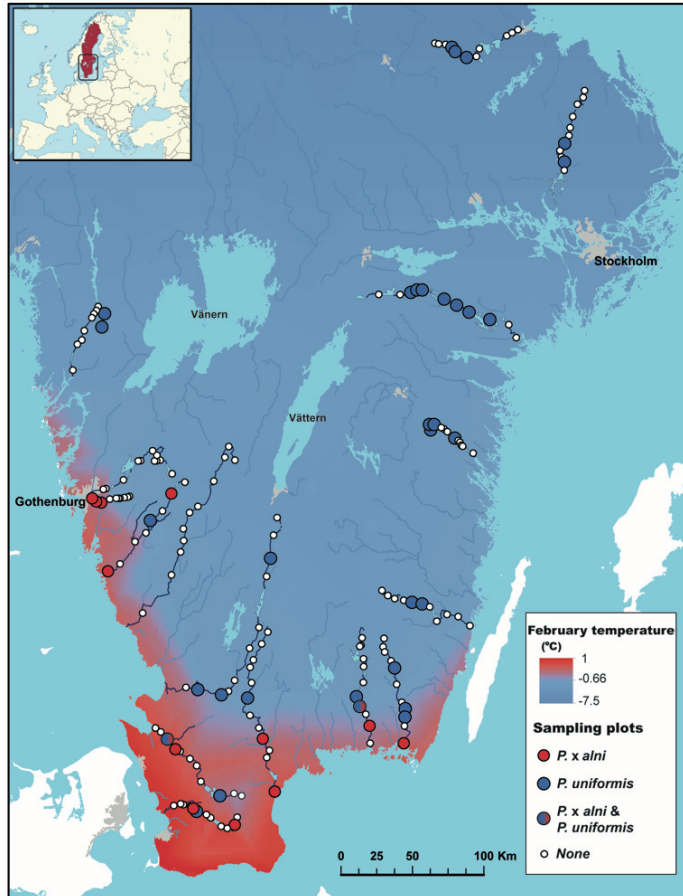 Stockholm
Vänern
Vättern
Gothenburg
February temperature
(°C)
1
-0.66
-7.5
Sampling plots
P. x alni
P. uniformis
P. x alni &
P. uniformis
None
0 25 50 100 Km